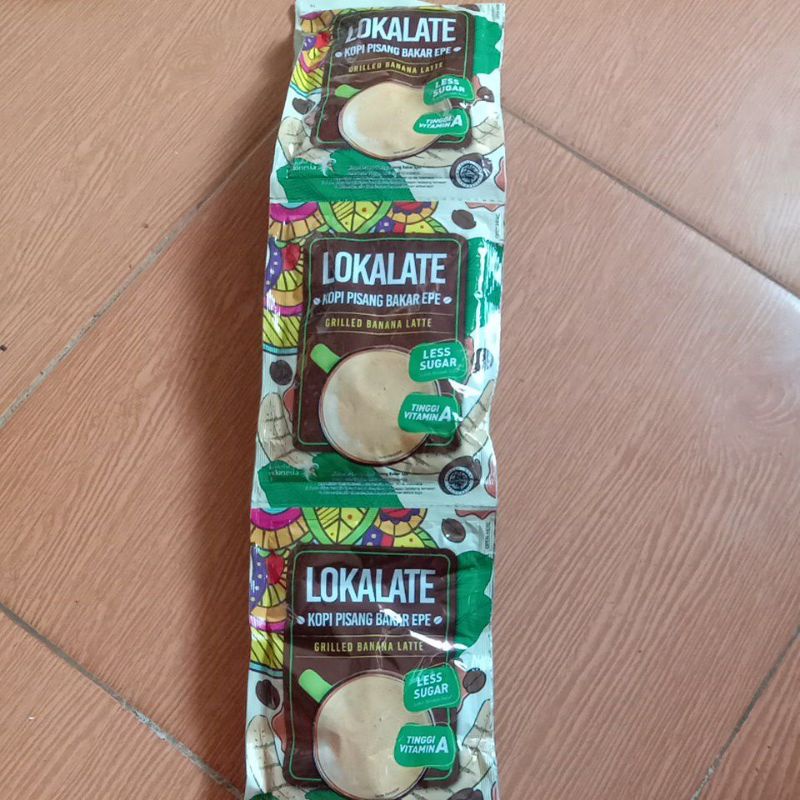 LOKALATE
KOPI PISANG BAKAR EPE
GRILLED BANANA LATTE
LESS
SUGAR
TINGGI
VITAMIN A
LOKALATE
KOPI PISANG BAKAR EPE
GRILLED BANANA LATTE
LESS
SUGAR
TINGGI
VITAMIN A
LOKALATE
KOPI PISANG BAKAR EPE
GRILLED BANANA LATTE
LESS
SUGAR
TINGGI
VITAMIN A